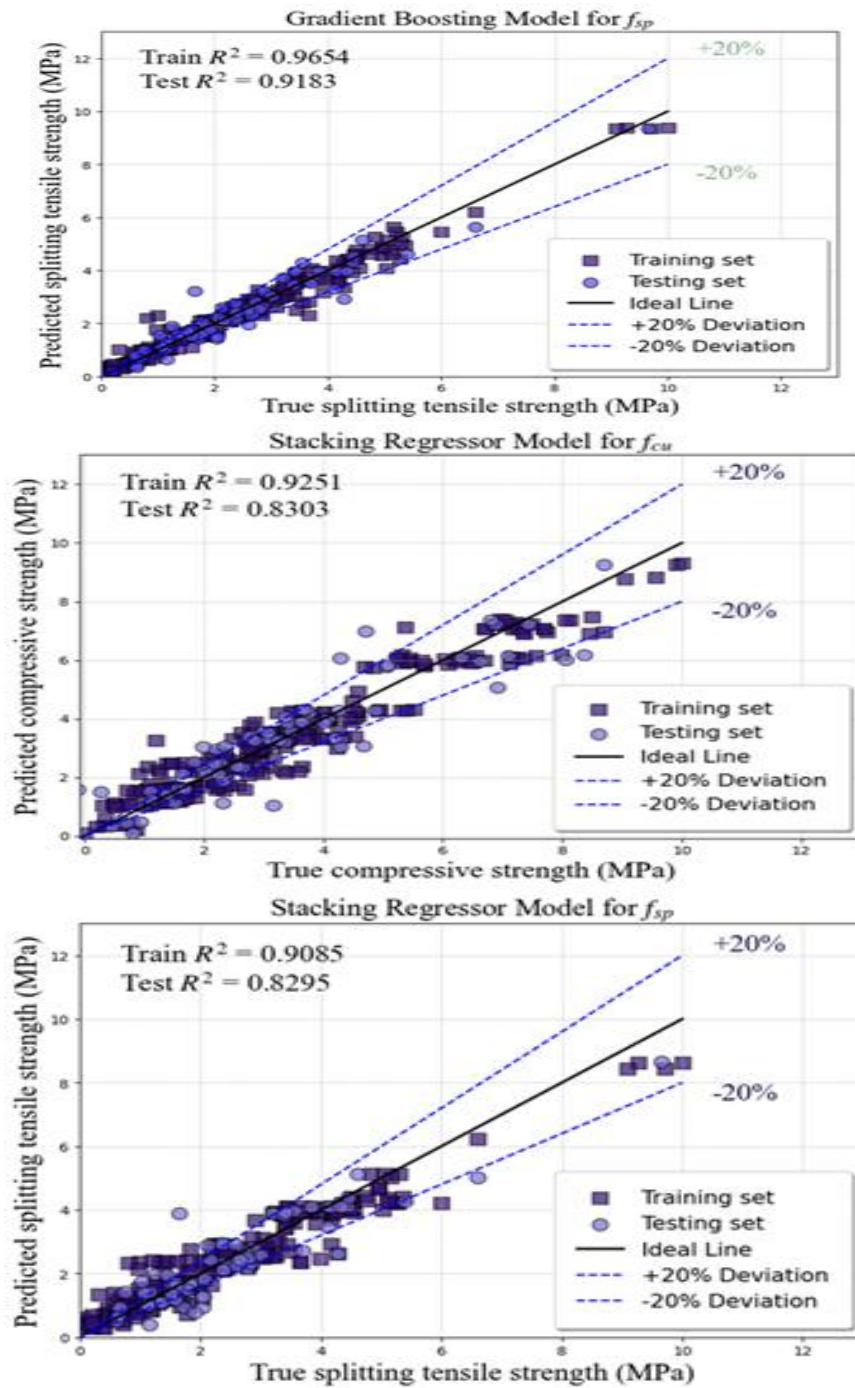 Gradient Boosting Model for fsp
Train R² = 0.9654
Test R² = 0.9183
+20%
-20%
Predicted splitting tensile strength (MPa)
12
10
8
6
4
2
0
Training set
Testing set
Ideal Line
+20% Deviation
-20% Deviation
0 2 4 6 8 10 12
True splitting tensile strength (MPa)
Stacking Regressor Model for fcu
Train R² = 0.9251
Test R² = 0.8303
+20%
-20%
Predicted compressive strength (MPa)
12
10
8
6
4
2
0
Training set
Testing set
Ideal Line
+20% Deviation
-20% Deviation
0 2 4 6 8 10 12
True compressive strength (MPa)
Stacking Regressor Model for fsp
Train R² = 0.9085
Test R² = 0.8295
+20%
-20%
Predicted splitting tensile strength (MPa)
12
10
8
6
4
2
0
Training set
Testing set
Ideal Line
+20% Deviation
-20% Deviation
0 2 4 6 8 10 12
True splitting tensile strength (MPa)